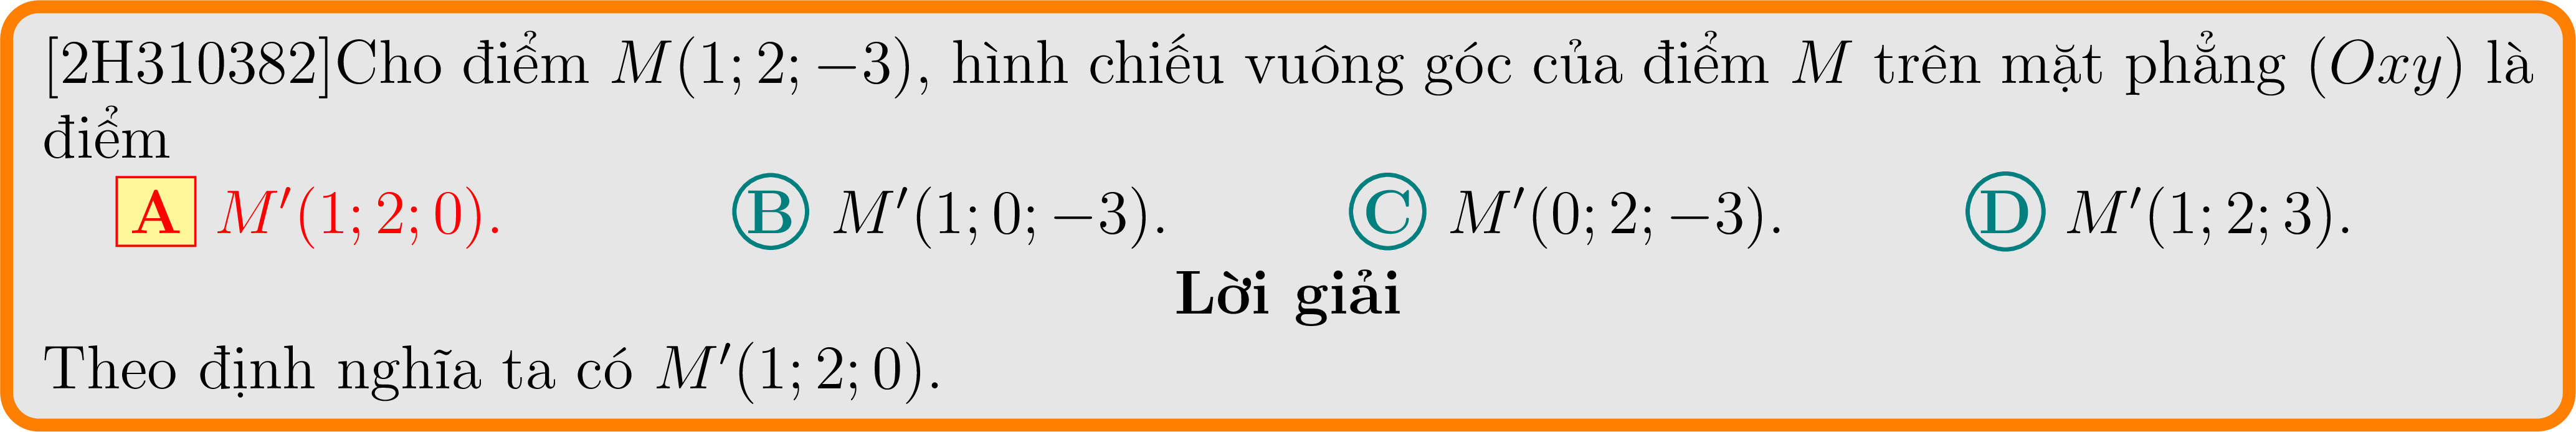 [2H310382]Cho điểm M(1; 2; −3), hình chiếu vuông góc của điểm M trên mặt phẳng (Oxy) là
điểm
A M′(1; 2; 0). B M′(1; 0; −3). C M′(0; 2; −3). D M′(1; 2; 3).
Lời giải
Theo định nghĩa ta có M′(1; 2; 0).